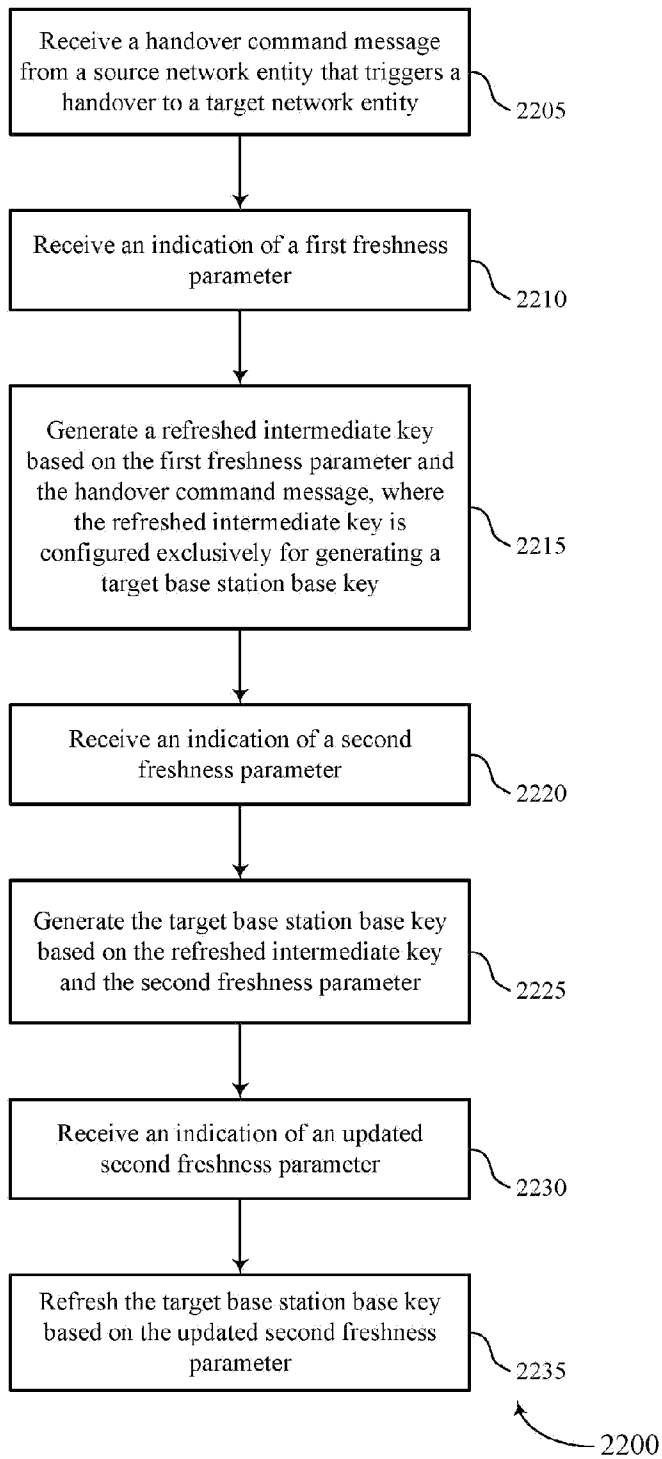 Receive a handover command message
from a source network entity that triggers a
handover to a target network entity
2205
Receive an indication of a first freshness
parameter
2210
Generate a refreshed intermediate key
based on the first freshness parameter and
the handover command message, where
the refreshed intermediate key is
configured exclusively for generating a
target base station base key
2215
Receive an indication of a second
freshness parameter
2220
Generate the target base station base key
based on the refreshed intermediate key
and the second freshness parameter
2225
Receive an indication of an updated
second freshness parameter
2230
Refresh the target base station base key
based on the updated second freshness
parameter
2235
2200